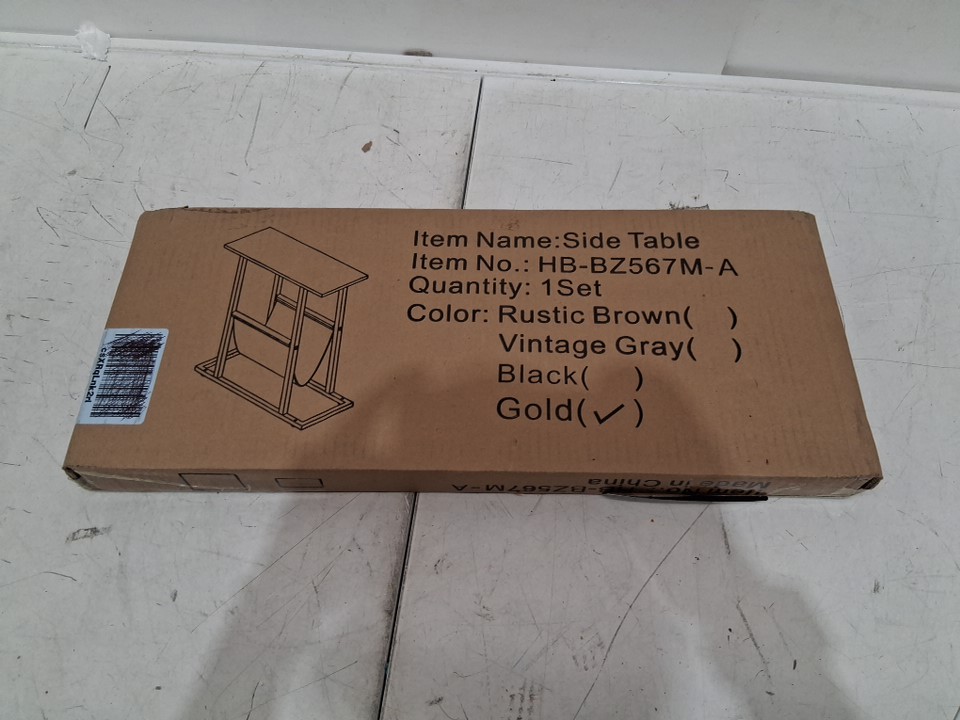 Item Name:Side Table
Item No.: HB-BZ567M-A
Quantity: 1Set
Color: Rustic Brown( )
Vintage Gray( )
Black( )
Gold(✓)
BZ567M-A
Made in China